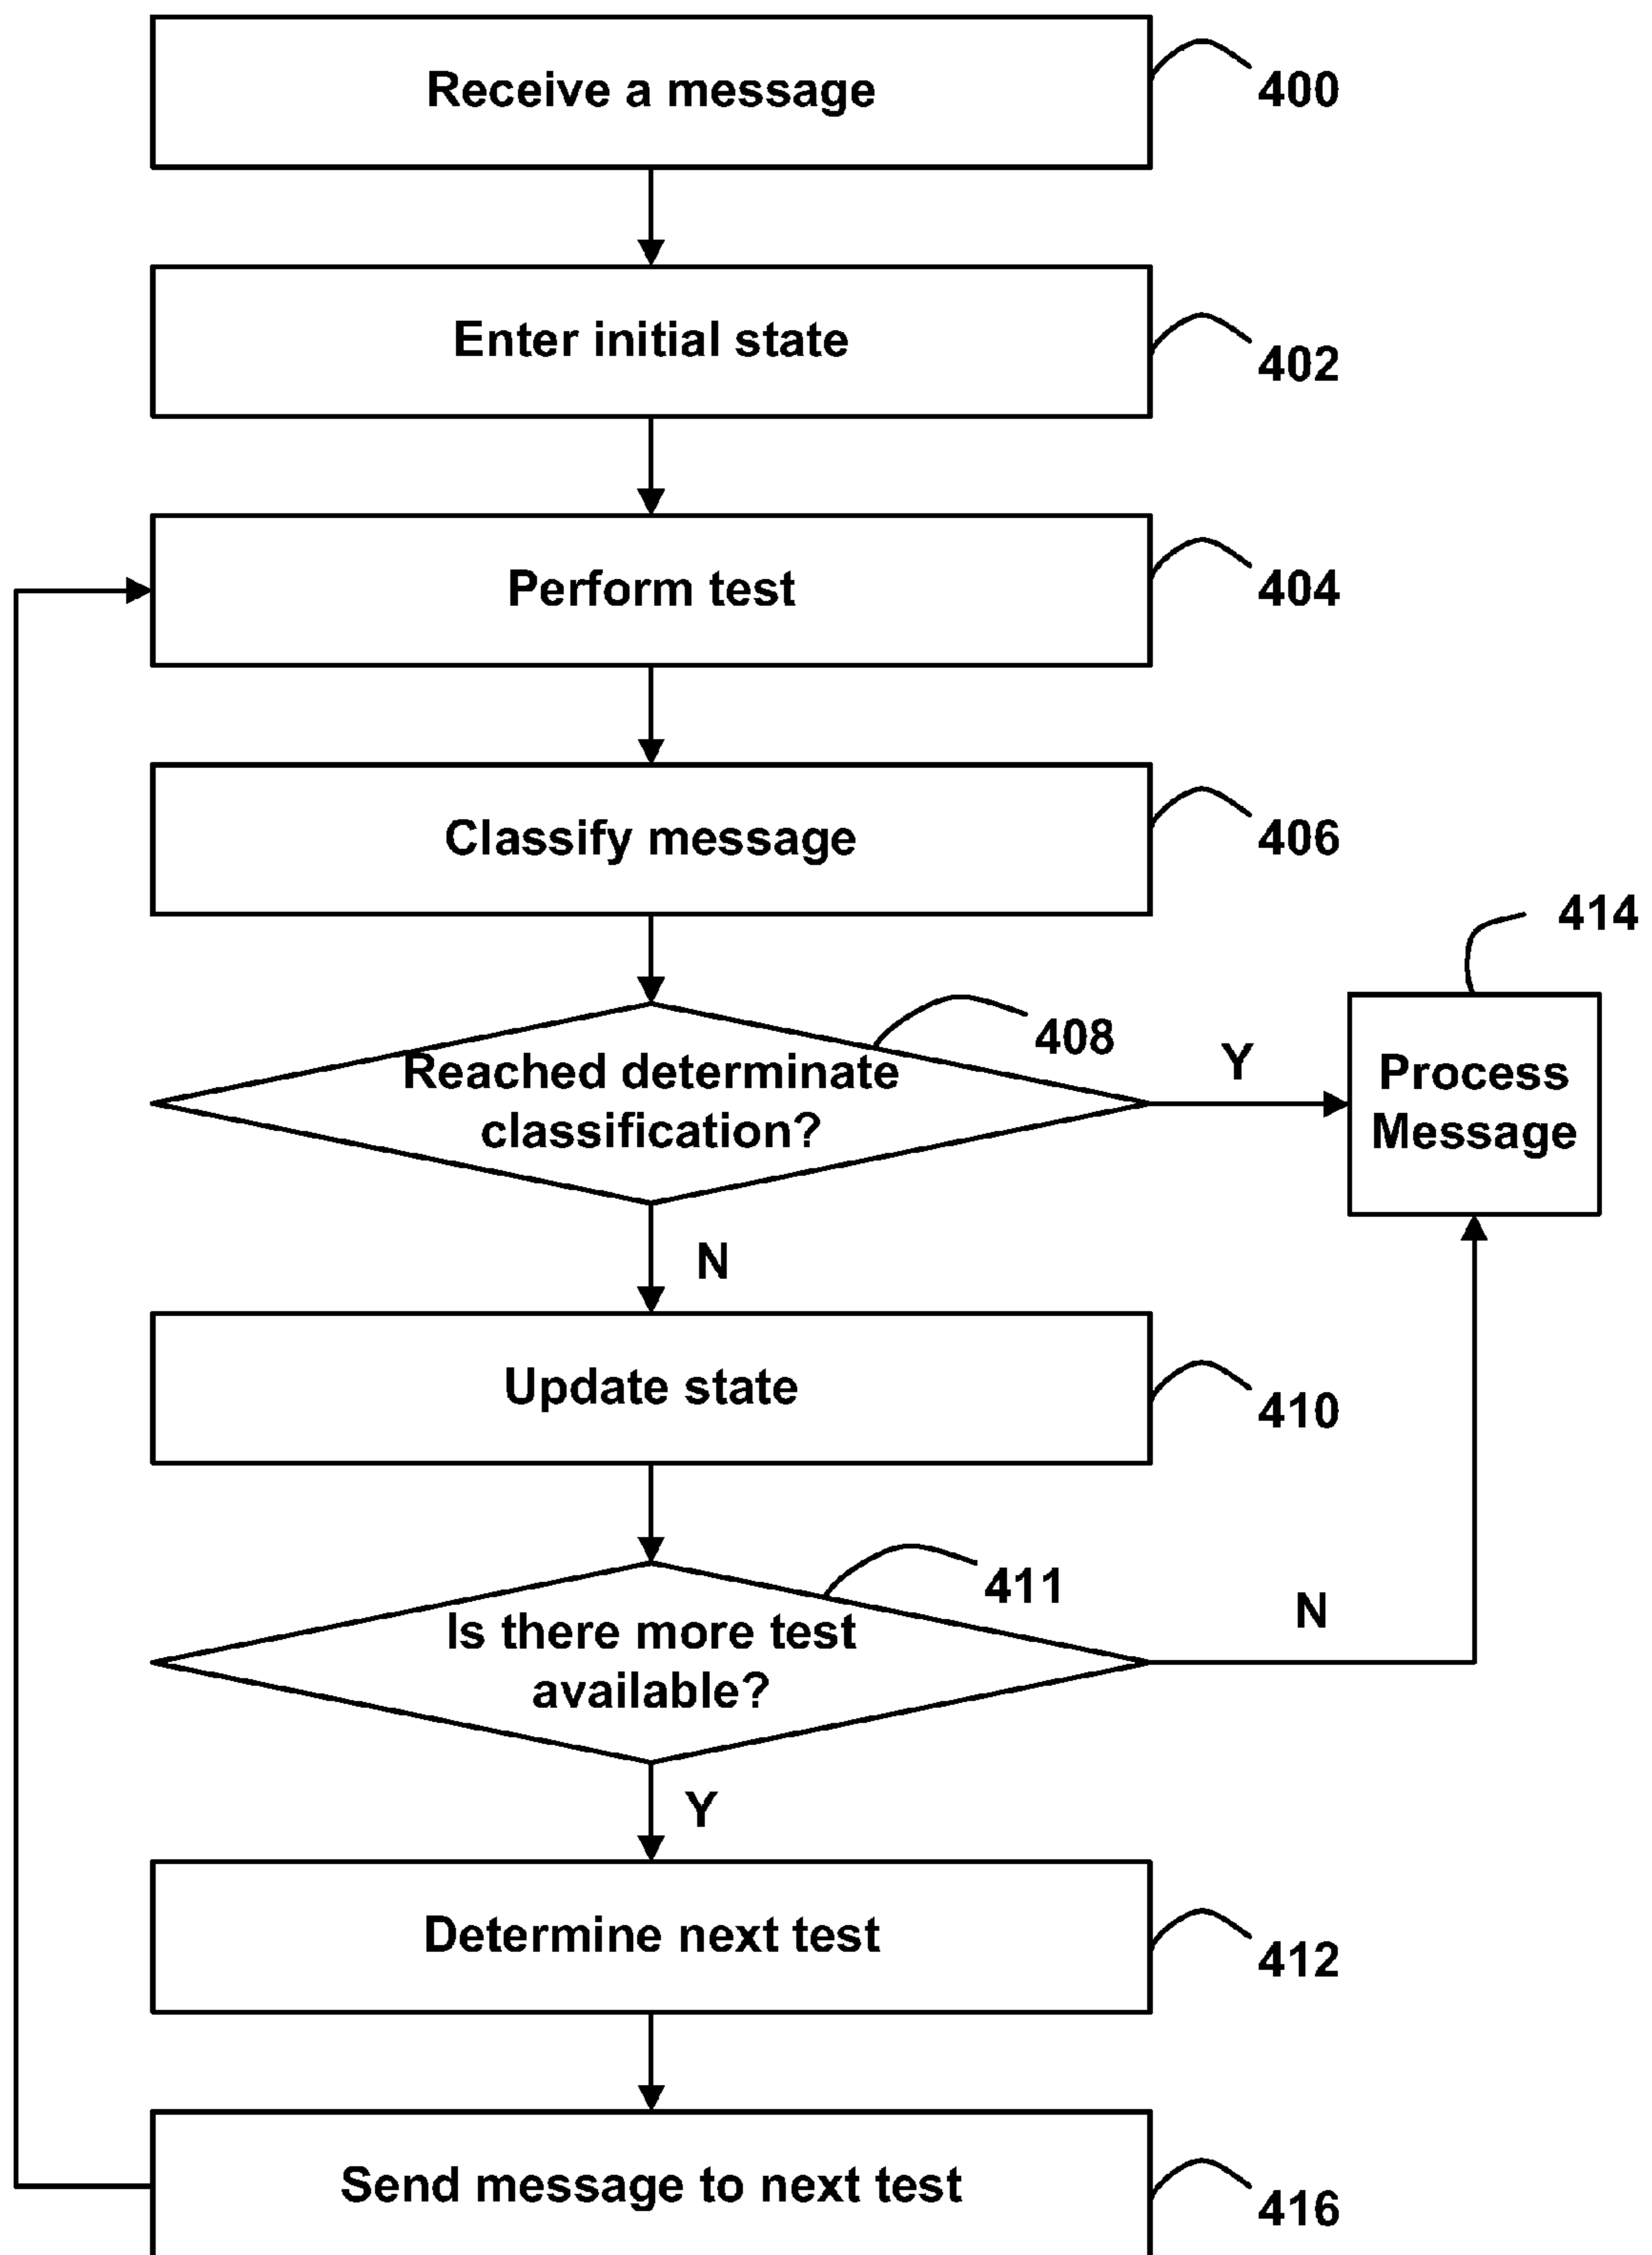 Receive a message
400
Enter initial state
402
Perform test
404
Classify message
406
414
408
Reached determinate
classification?
Y
Process
Message
N
Update state
410
411
Is there more test
available?
N
Y
Determine next test
412
Send message to next test
416